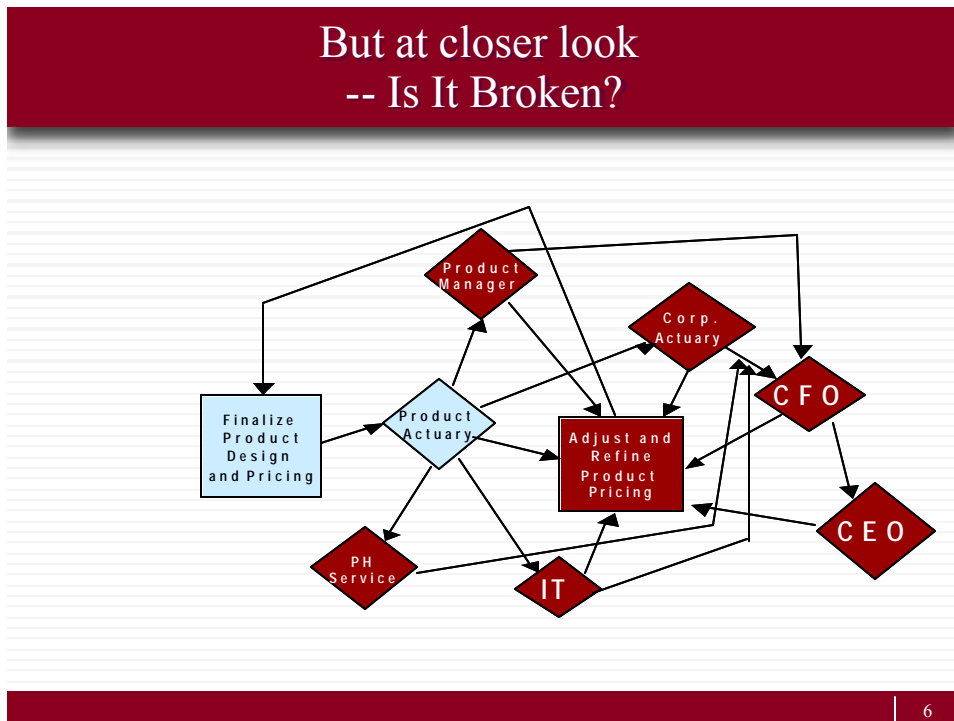 But at closer look
-- Is It Broken?
Product
Manager
Corp.
Actuary
CFO
Finalize
Product
Design
and Pricing
Product
Actuary
Adjust and
Refine
Product
Pricing
CEO
PH
Service
IT
6